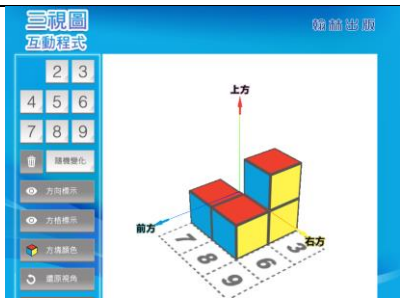 三視圖
互動程式
翰林出版
2 3
4 5 6
7 8 9
隨機變化
方向標示
方格標示
方塊顏色
還原視角
上方
前方
右方
7 8 9 6 3